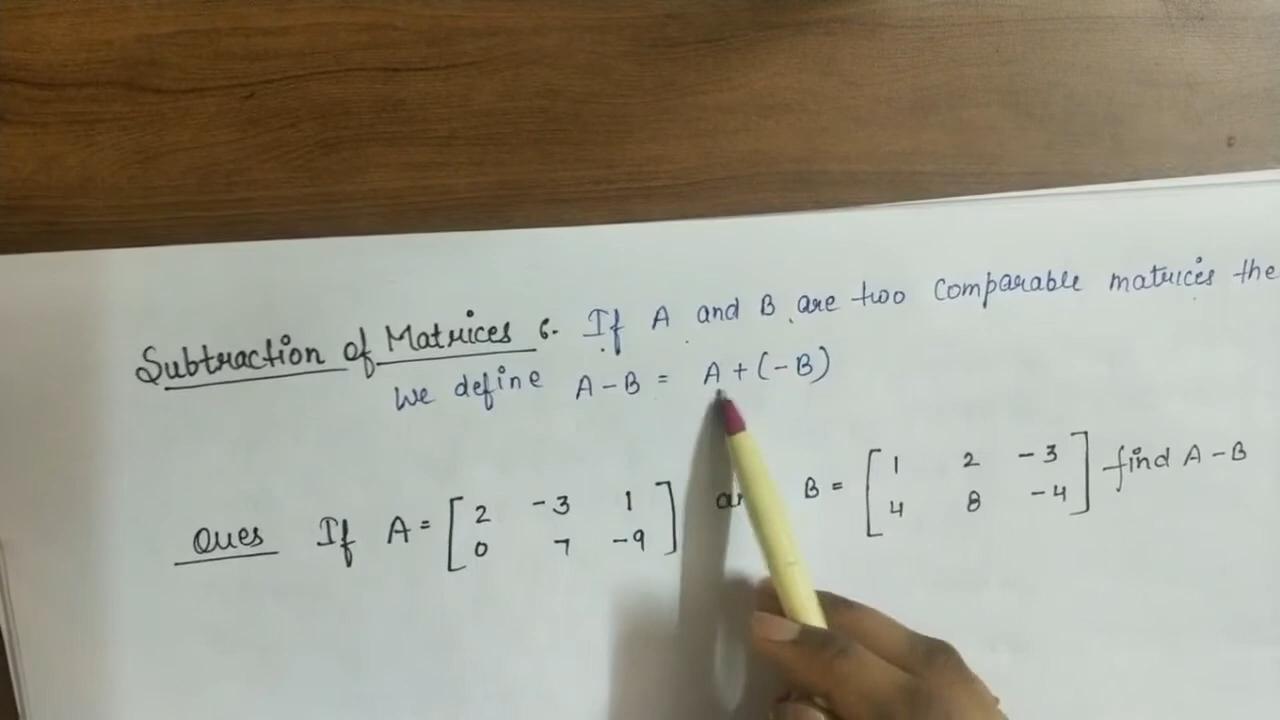 Subtraction of Matrices :- If A and B are two comparable matrices the
We define A - B = A + (-B)
Ques If A = [ 2 -3 1 B = [ 1 2 -3 ] find A - B
0 7 -9 ] 4 8 -4 ]